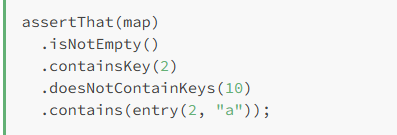 assertThat(map)
  .isNotEmpty()
  .containsKey(2)
  .doesNotContainKeys(10)
  .contains(entry(2, "a"));